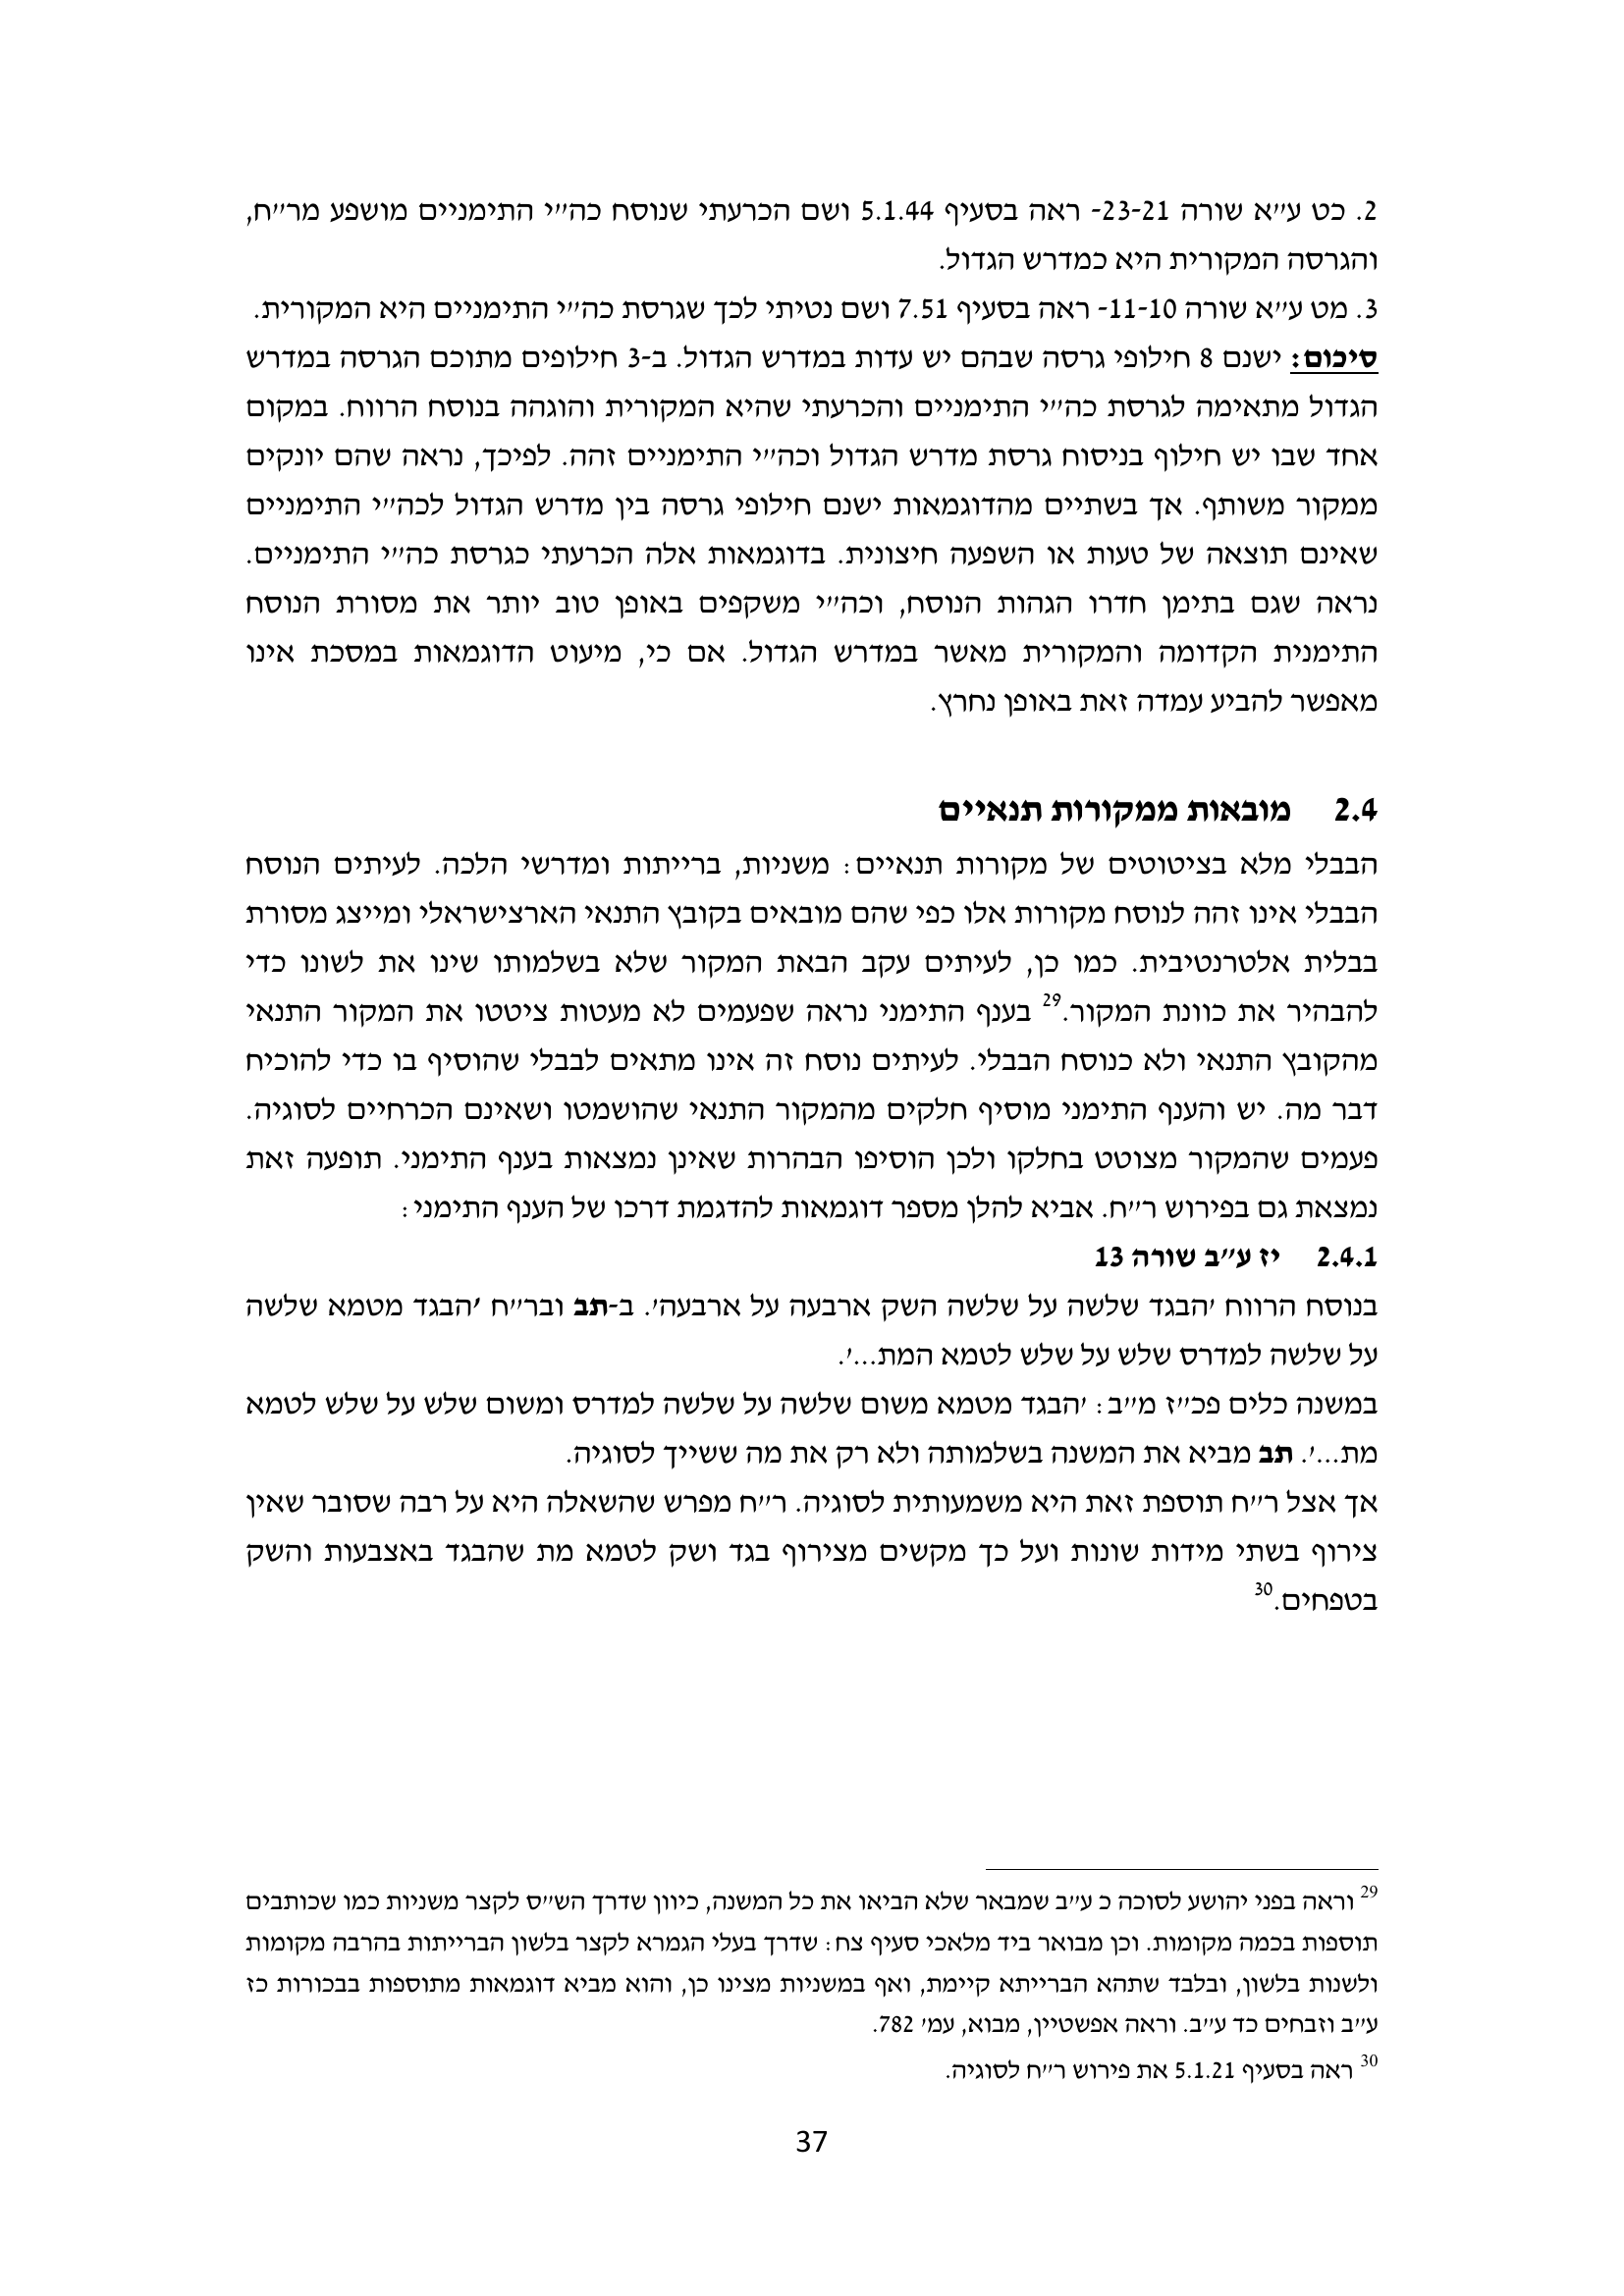 2. כט ע״א שורה 23-21- ראה בסעיף 5.1.44 ושם הכרעתי שנוסח כה״י התימניים מושפע מר״ח,
והגרסה המקורית היא כמדרש הגדול.
3. מט ע״א שורה 11-10- ראה בסעיף 7.51 ושם נטיתי לכך שגרסת כה״י התימניים היא המקורית.
סיכום: ישנם 8 חילופי גרסה שבהם יש עדות במדרש הגדול. ב-3 חילופים מתוכם הגרסה במדרש
הגדול מתאימה לגרסת כה״י התימניים והכרעתי שהיא המקורית והוגהה בנוסח הרווח. במקום
אחד שבו יש חילוף בניסוח גרסת מדרש הגדול וכה״י התימניים זהה. לפיכך, נראה שהם יונקים
ממקור משותף. אך בשתיים מהדוגמאות ישנם חילופי גרסה בין מדרש הגדול לכה״י התימניים
שאינם תוצאה של טעות או השפעה חיצונית. בדוגמאות אלה הכרעתי כגרסת כה״י התימניים.
נראה שגם בתימן חדרו הגהות הנוסח, וכה״י משקפים באופן טוב יותר את מסורת הנוסח
התימנית הקדומה והמקורית מאשר במדרש הגדול. אם כי, מיעוט הדוגמאות במסכת אינו
מאפשר להביע עמדה זאת באופן נחרץ.
2.4 מובאות ממקורות תנאיים
הבבלי מלא בציטוטים של מקורות תנאיים: משניות, ברייתות ומדרשי הלכה. לעיתים הנוסח
הבבלי אינו זהה לנוסח מקורות אלו כפי שהם מובאים בקובץ התנאי הארצישראלי ומייצג מסורת
בבלית אלטרנטיבית. כמו כן, לעיתים עקב הבאת המקור שלא בשלמותו שינו את לשונו כדי
להבהיר את כוונת המקור.29 בענף התימני נראה שפעמים לא מעטות ציטטו את המקור התנאי
מהקובץ התנאי ולא כנוסח הבבלי. לעיתים נוסח זה אינו מתאים לבבלי שהוסיף בו כדי להוכיח
דבר מה. יש והענף התימני מוסיף חלקים מהמקור התנאי שהושמטו ושאינם הכרחיים לסוגיה.
פעמים שהמקור מצוטט בחלקו ולכן הוסיפו הבהרות שאינן נמצאות בענף התימני. תופעה זאת
נמצאת גם בפירוש ר״ח. אביא להלן מספר דוגמאות להדגמת דרכו של הענף התימני:
2.4.1 יז ע״ב שורה 13
בנוסח הרווח ׳הבגד שלשה על שלשה השק ארבעה על ארבעה׳. ב-תב ובר״ח ׳הבגד מטמא שלשה
על שלשה למדרס שלש על שלש לטמא המת...׳.
במשנה כלים פכ״ז מ״ב: ׳הבגד מטמא משום שלשה על שלשה למדרס ומשום שלש על שלש לטמא
מת...׳. תב מביא את המשנה בשלמותה ולא רק את מה ששייך לסוגיה.
אך אצל ר״ח תוספת זאת היא משמעותית לסוגיה. ר״ח מפרש שהשאלה היא על רבה שסובר שאין
צירוף בשתי מידות שונות ועל כך מקשים מצירוף בגד ושק לטמא מת שהבגד באצבעות והשק
בטפחים.30
29 וראה בפני יהושע לסוכה כ ע״ב שמבאר שלא הביאו את כל המשנה, כיוון שדרך הש״ס לקצר משניות כמו שכותבים
תוספות בכמה מקומות. וכן מבואר ביד מלאכי סעיף צח: שדרך בעלי הגמרא לקצר בלשון הברייתות בהרבה מקומות
ולשנות בלשון, ובלבד שתהא הברייתא קיימת, ואף במשניות מצינו כן, והוא מביא דוגמאות מתוספות בבכורות כז
ע״ב וזבחים כד ע״ב. וראה אפשטיין, מבוא, עמ׳ 782.
30 ראה בסעיף 5.1.21 את פירוש ר״ח לסוגיה.
37